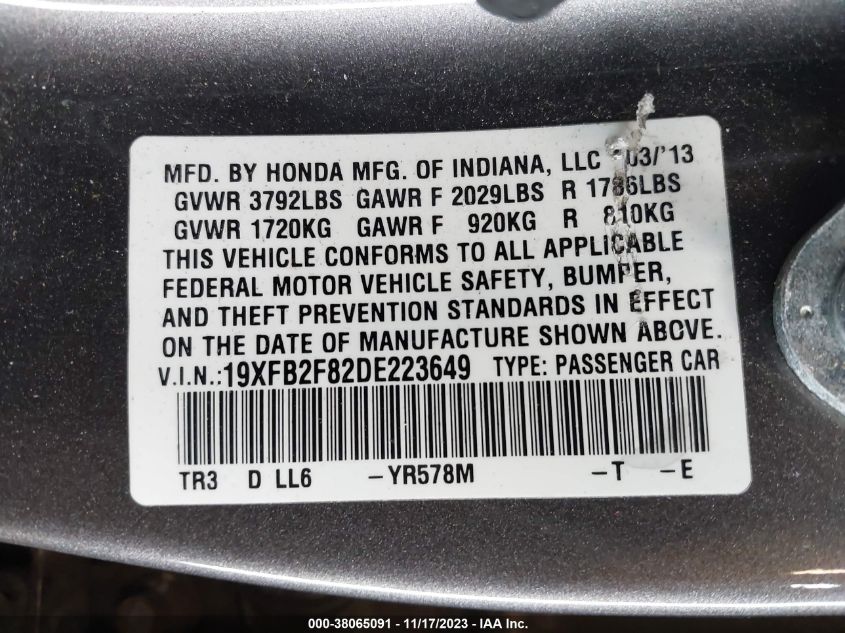 MFD. BY HONDA MFG. OF INDIANA, LLC 03/'13
GVWR 3792LBS GAWR F 2029LBS R 1786LBS
GVWR 1720KG GAWR F 920KG R 810KG
THIS VEHICLE CONFORMS TO ALL APPLICABLE
FEDERAL MOTOR VEHICLE SAFETY, BUMPER,
AND THEFT PREVENTION STANDARDS IN EFFECT
ON THE DATE OF MANUFACTURE SHOWN ABOVE.
V.I.N.:19XFB2F82DE223649 TYPE: PASSENGER CAR
TR3 D LL6 -YR578M -T -E
000-38065091 - 11/17/2023 - IAA Inc.